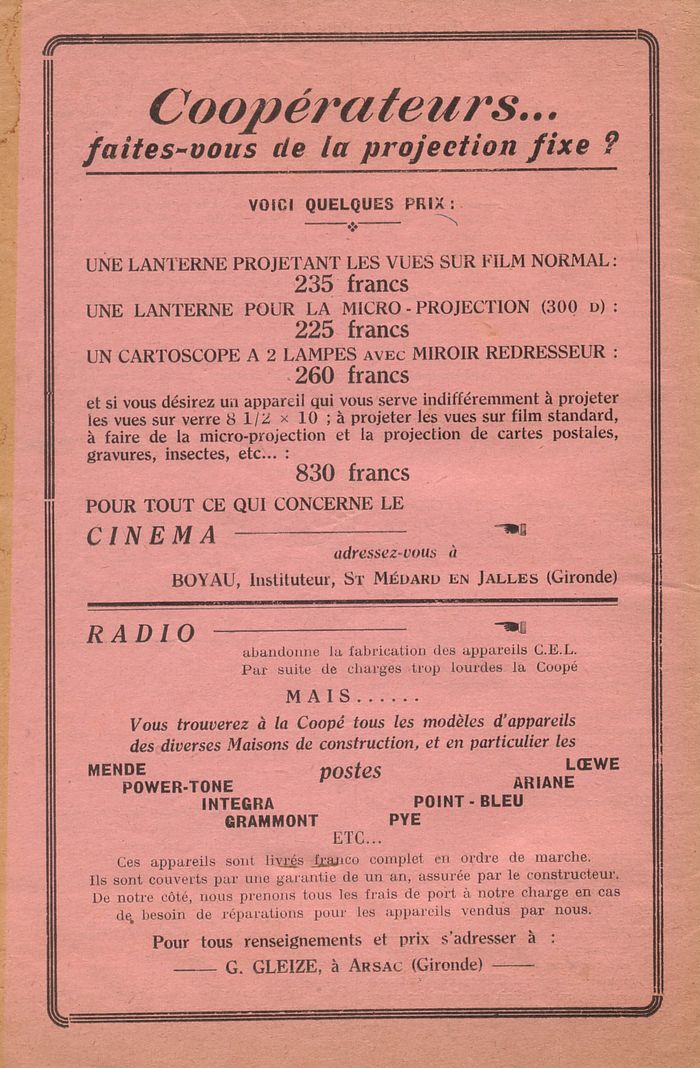 Coopérateurs...
faites-vous de la projection fixe ?
VOICI QUELQUES PRIX :
UNE LANTERNE PROJETANT LES VUES SUR FILM NORMAL :
235 francs
UNE LANTERNE POUR LA MICRO-PROJECTION (300 D) :
225 francs
UN CARTOSCOPE A 2 LAMPES AVEC MIROIR REDRESSEUR :
260 francs
et si vous désirez un appareil qui vous serve indifféremment à projeter
les vues sur verre 8 1/2 × 10 ; à projeter les vues sur film standard,
à faire de la micro-projection et la projection de cartes postales,
gravures, insectes, etc... :
830 francs
POUR TOUT CE QUI CONCERNE LE
CINEMA
adressez-vous à
BOYAU, Instituteur, ST MÉDARD EN JALLES (Gironde)
RADIO
abandonne la fabrication des appareils C.E.L.
Par suite de charges trop lourdes la Coopé
MAIS......
Vous trouverez à la Coopé tous les modèles d'appareils
des diverses Maisons de construction, et en particulier les
MENDE postes LŒWE
POWER-TONE ARIANE
INTEGRA POINT-BLEU
GRAMMONT PYE
ETC...
Ces appareils sont livrés franco complet en ordre de marche.
Ils sont couverts par une garantie de un an, assurée par le constructeur.
De notre côté, nous prenons tous les frais de port à notre charge en cas
de besoin de réparations pour les appareils vendus par nous.
Pour tous renseignements et prix s'adresser à :
G. GLEIZE, à ARSAC (Gironde)